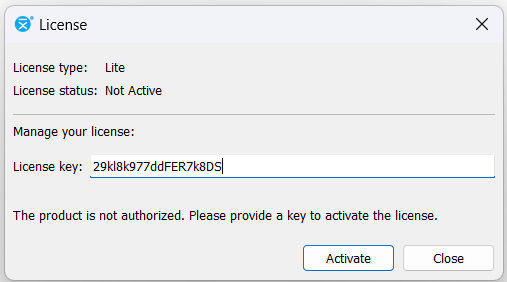 License
License type: Lite
License status: Not Active
Manage your license:
License key: 29kl8k977ddFER7k8DS
The product is not authorized. Please provide a key to activate the license.
Activate Close